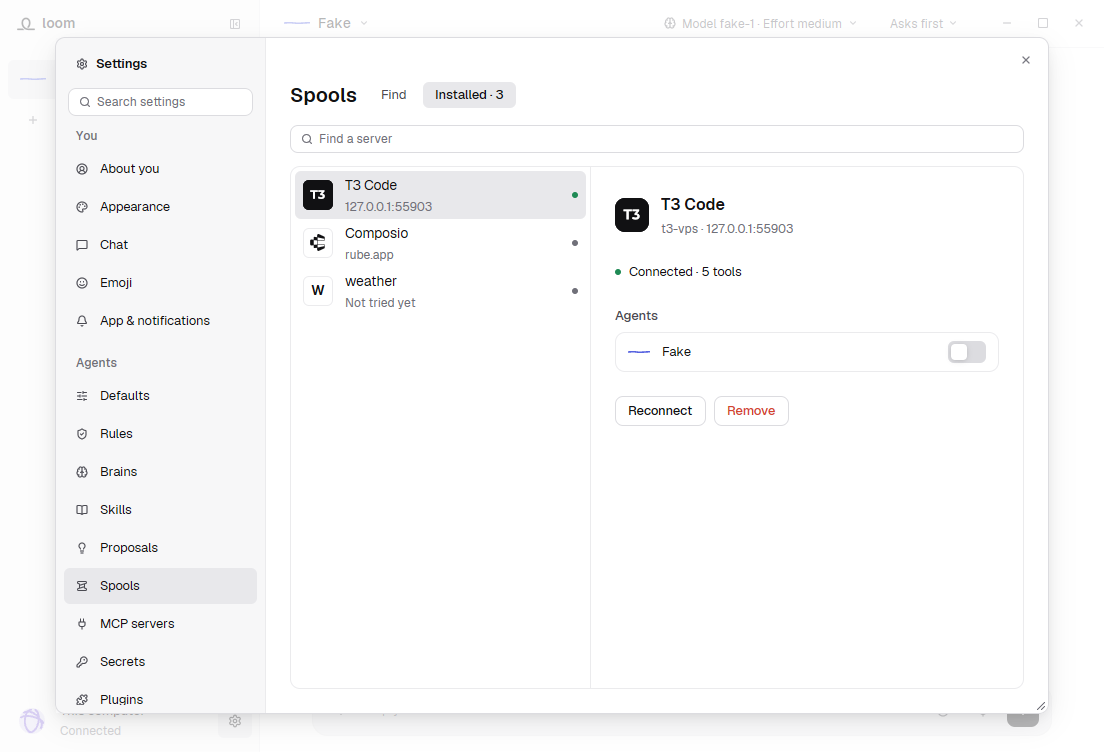 loom
Fake
Model fake-1 · Effort medium
Asks first
Settings
Search settings
You
About you
Appearance
Chat
Emoji
App & notifications
Agents
Defaults
Rules
Brains
Skills
Proposals
Spools
MCP servers
Secrets
Plugins
Connected
Spools
Find
Installed · 3
Find a server
T3
T3 Code
127.0.0.1:55903
Composio
rube.app
W
weather
Not tried yet
T3
T3 Code
t3-vps · 127.0.0.1:55903
Connected · 5 tools
Agents
Fake
Reconnect
Remove